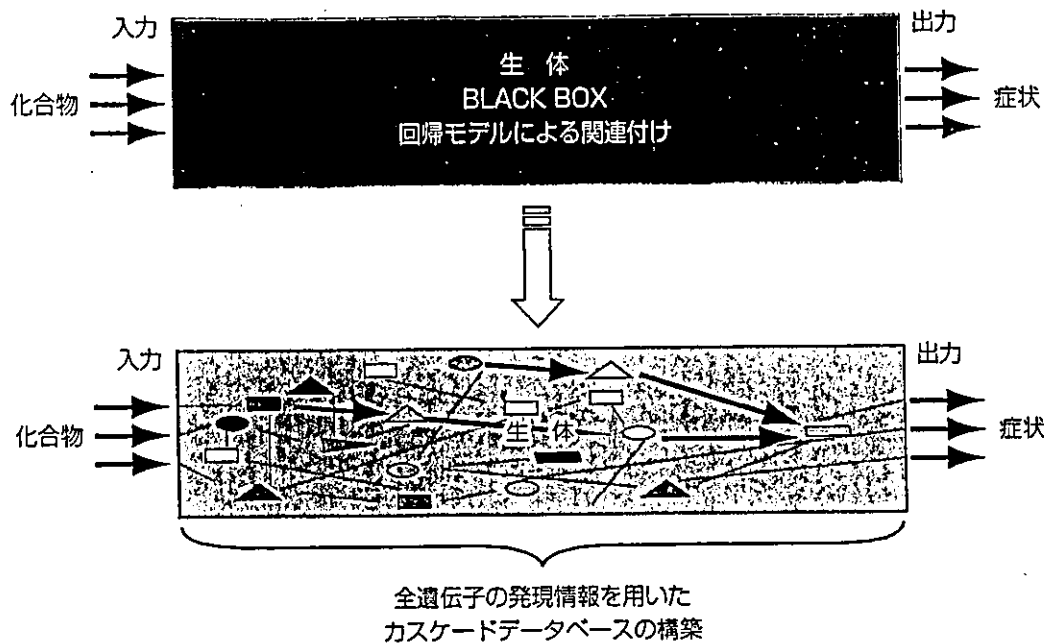 入力
出力
化合物
生 体
BLACK BOX
回帰モデルによる関連付け
症状
入力
出力
化合物
生 体
症状
全遺伝子の発現情報を用いた
カスケードデータベースの構築